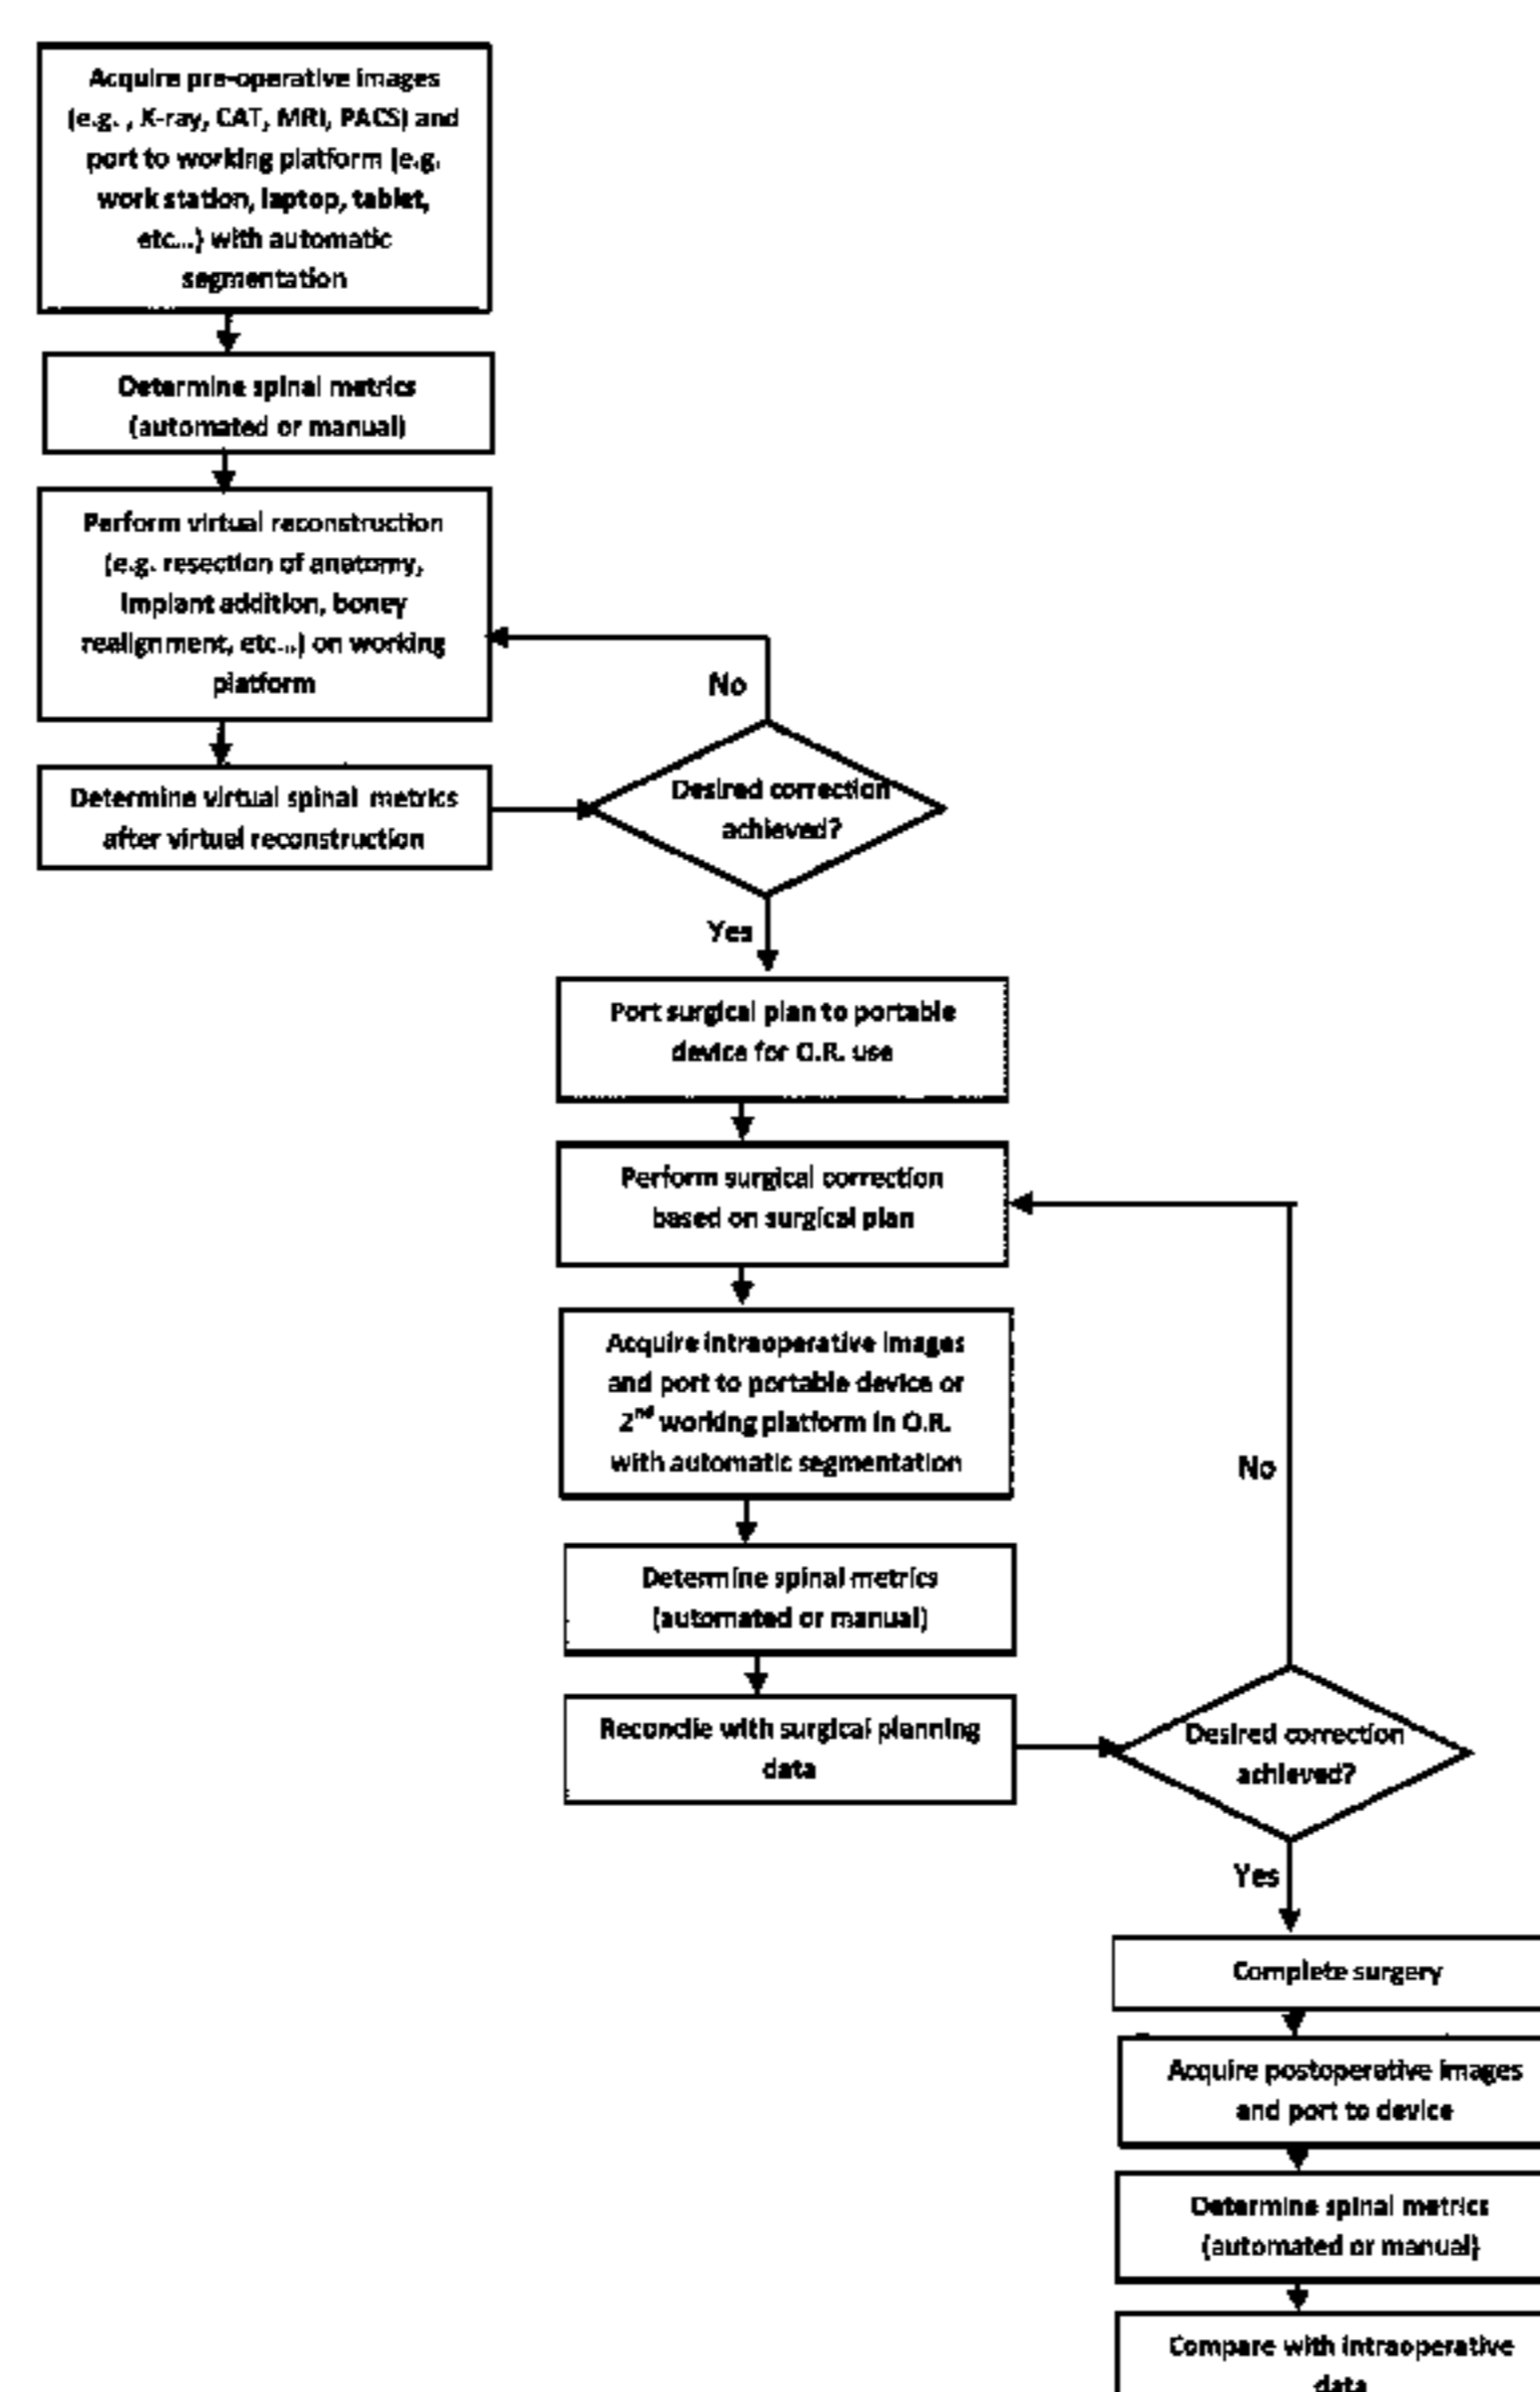 Acquire pre-operative images
(e.g. , X-ray, CAT, MRI, PACS) and
port to working platform (e.g.
work station, laptop, tablet,
etc...) with automatic
segmentation
Determine spinal metrics
(automated or manual)
Perform virtual reconstruction
(e.g. resection of anatomy,
implant addition, boney
realignment, etc...) on working
platform
No
Determine virtual spinal metrics
after virtual reconstruction
Desired correction
achieved?
Yes
Port surgical plan to portable
device for O.R. use
Perform surgical correction
based on surgical plan
Acquire intraoperative images
and port to portable device or
2nd working platform in O.R.
with automatic segmentation
No
Determine spinal metrics
(automated or manual)
Reconcile with surgical planning
data
Desired correction
achieved?
Yes
Complete surgery
Acquire postoperative images
and port to device
Determine spinal metrics
(automated or manual)
Compare with intraoperative
data